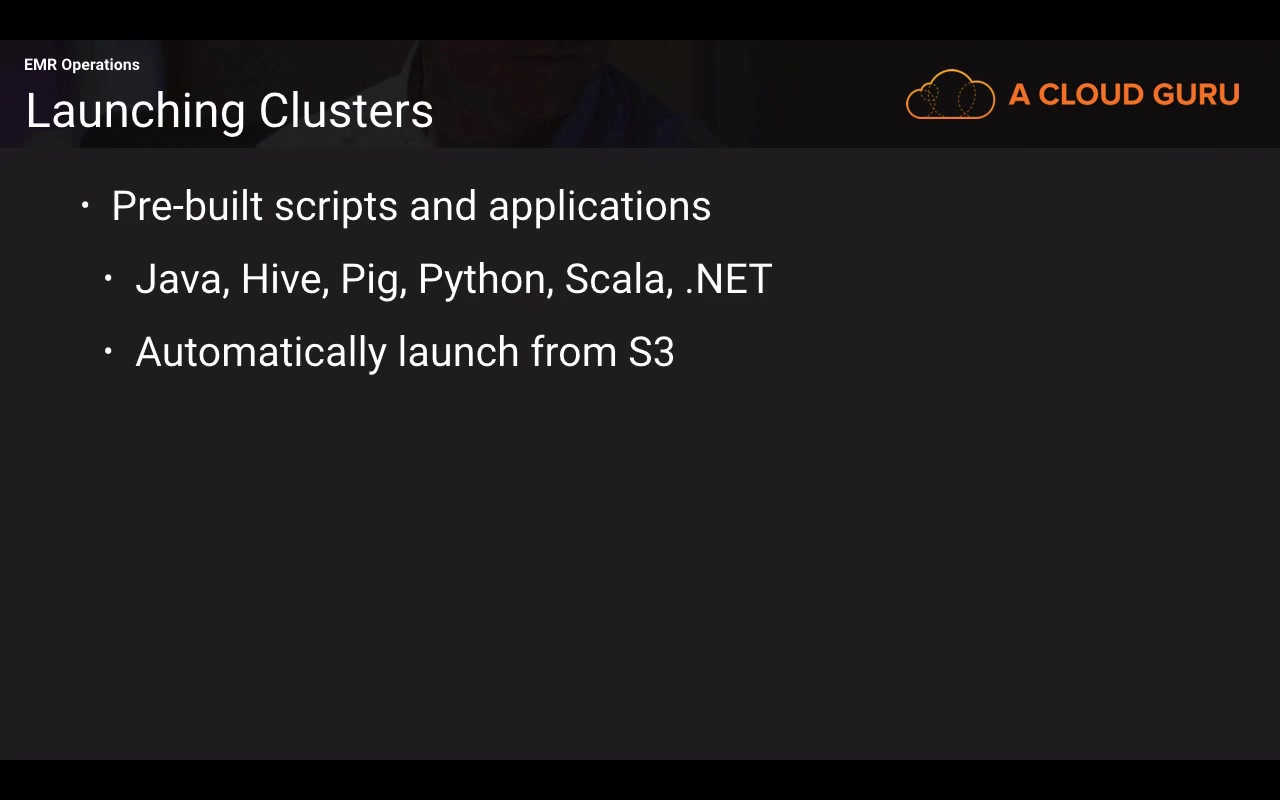 EMR Operations
Launching Clusters
A CLOUD GURU
• Pre-built scripts and applications
• Java, Hive, Pig, Python, Scala, .NET
• Automatically launch from S3